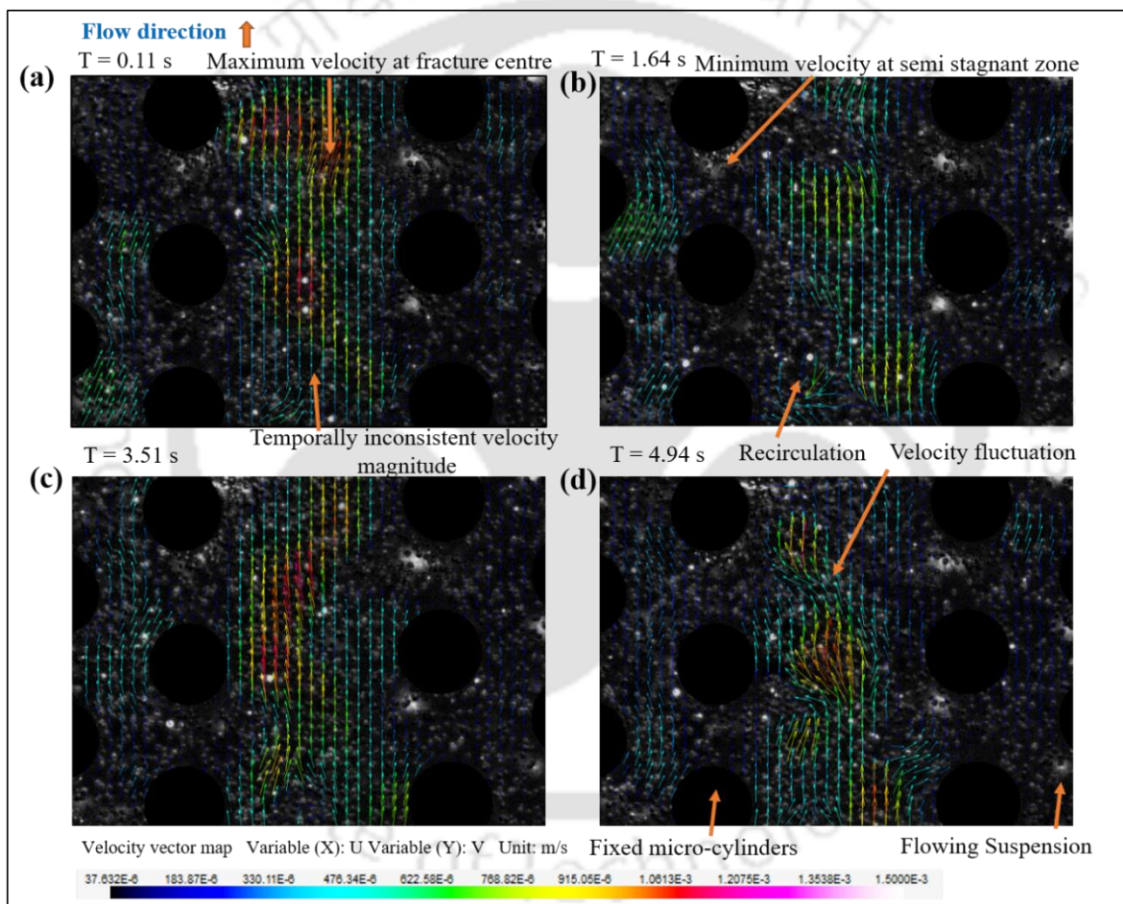 Flow direction
T = 0.11 s
Maximum velocity at fracture centre
T = 1.64 s
Minimum velocity at semi stagnant zone
(a)
(b)
Temporally inconsistent velocity
magnitude
Recirculation
Velocity fluctuation
T = 3.51 s
T = 4.94 s
(c)
(d)
Velocity vector map Variable (X): U Variable (Y): V Unit: m/s
Fixed micro-cylinders
Flowing Suspension
37.632E-6 183.87E-6 330.11E-6 476.34E-6 622.58E-6 768.82E-6 915.05E-6 1.0613E-3 1.2075E-3 1.3538E-3 1.5000E-3